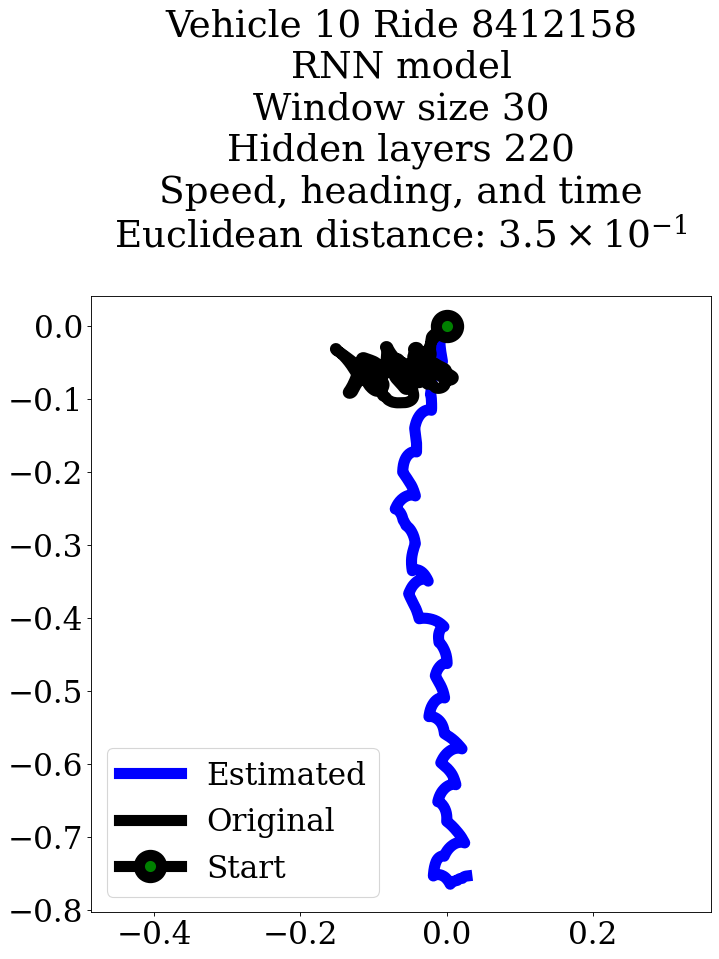 Vehicle 10 Ride 8412158
RNN model
Window size 30
Hidden layers 220
Speed, heading, and time
Euclidean distance: 3.5 × 10⁻¹
0.0
−0.1
−0.2
−0.3
−0.4
−0.5
−0.6
−0.7
−0.8
Estimated
Original
Start
−0.4 −0.2 0.0 0.2